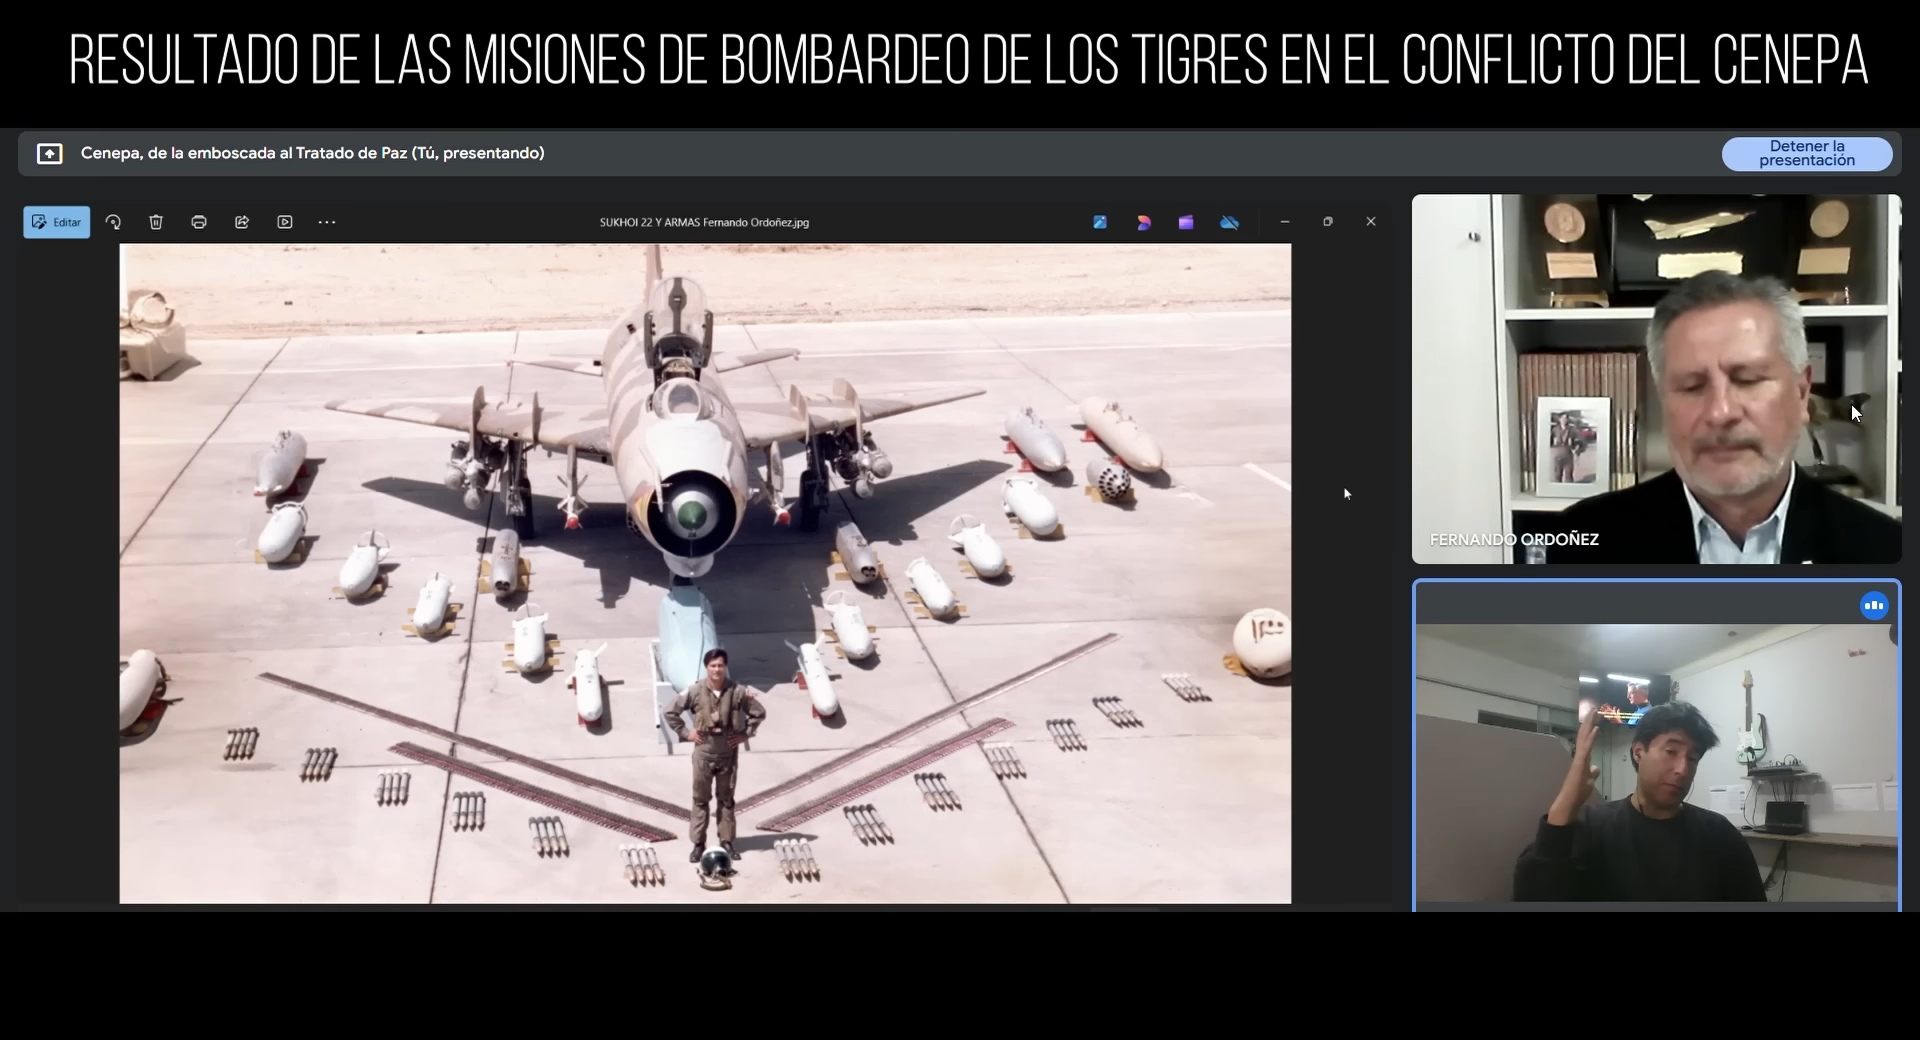 RESULTADO DE LAS MISIONES DE BOMBARDEO DE LOS TIGRES EN EL CONFLICTO DEL CENEPA
Cenepa, de la emboscada al Tratado de Paz (Tú, presentando)
Detener la
presentación
Editar
SUKHOI 22 Y ARMAS Fernando Ordoñez.jpg
FERNANDO ORDOÑEZ